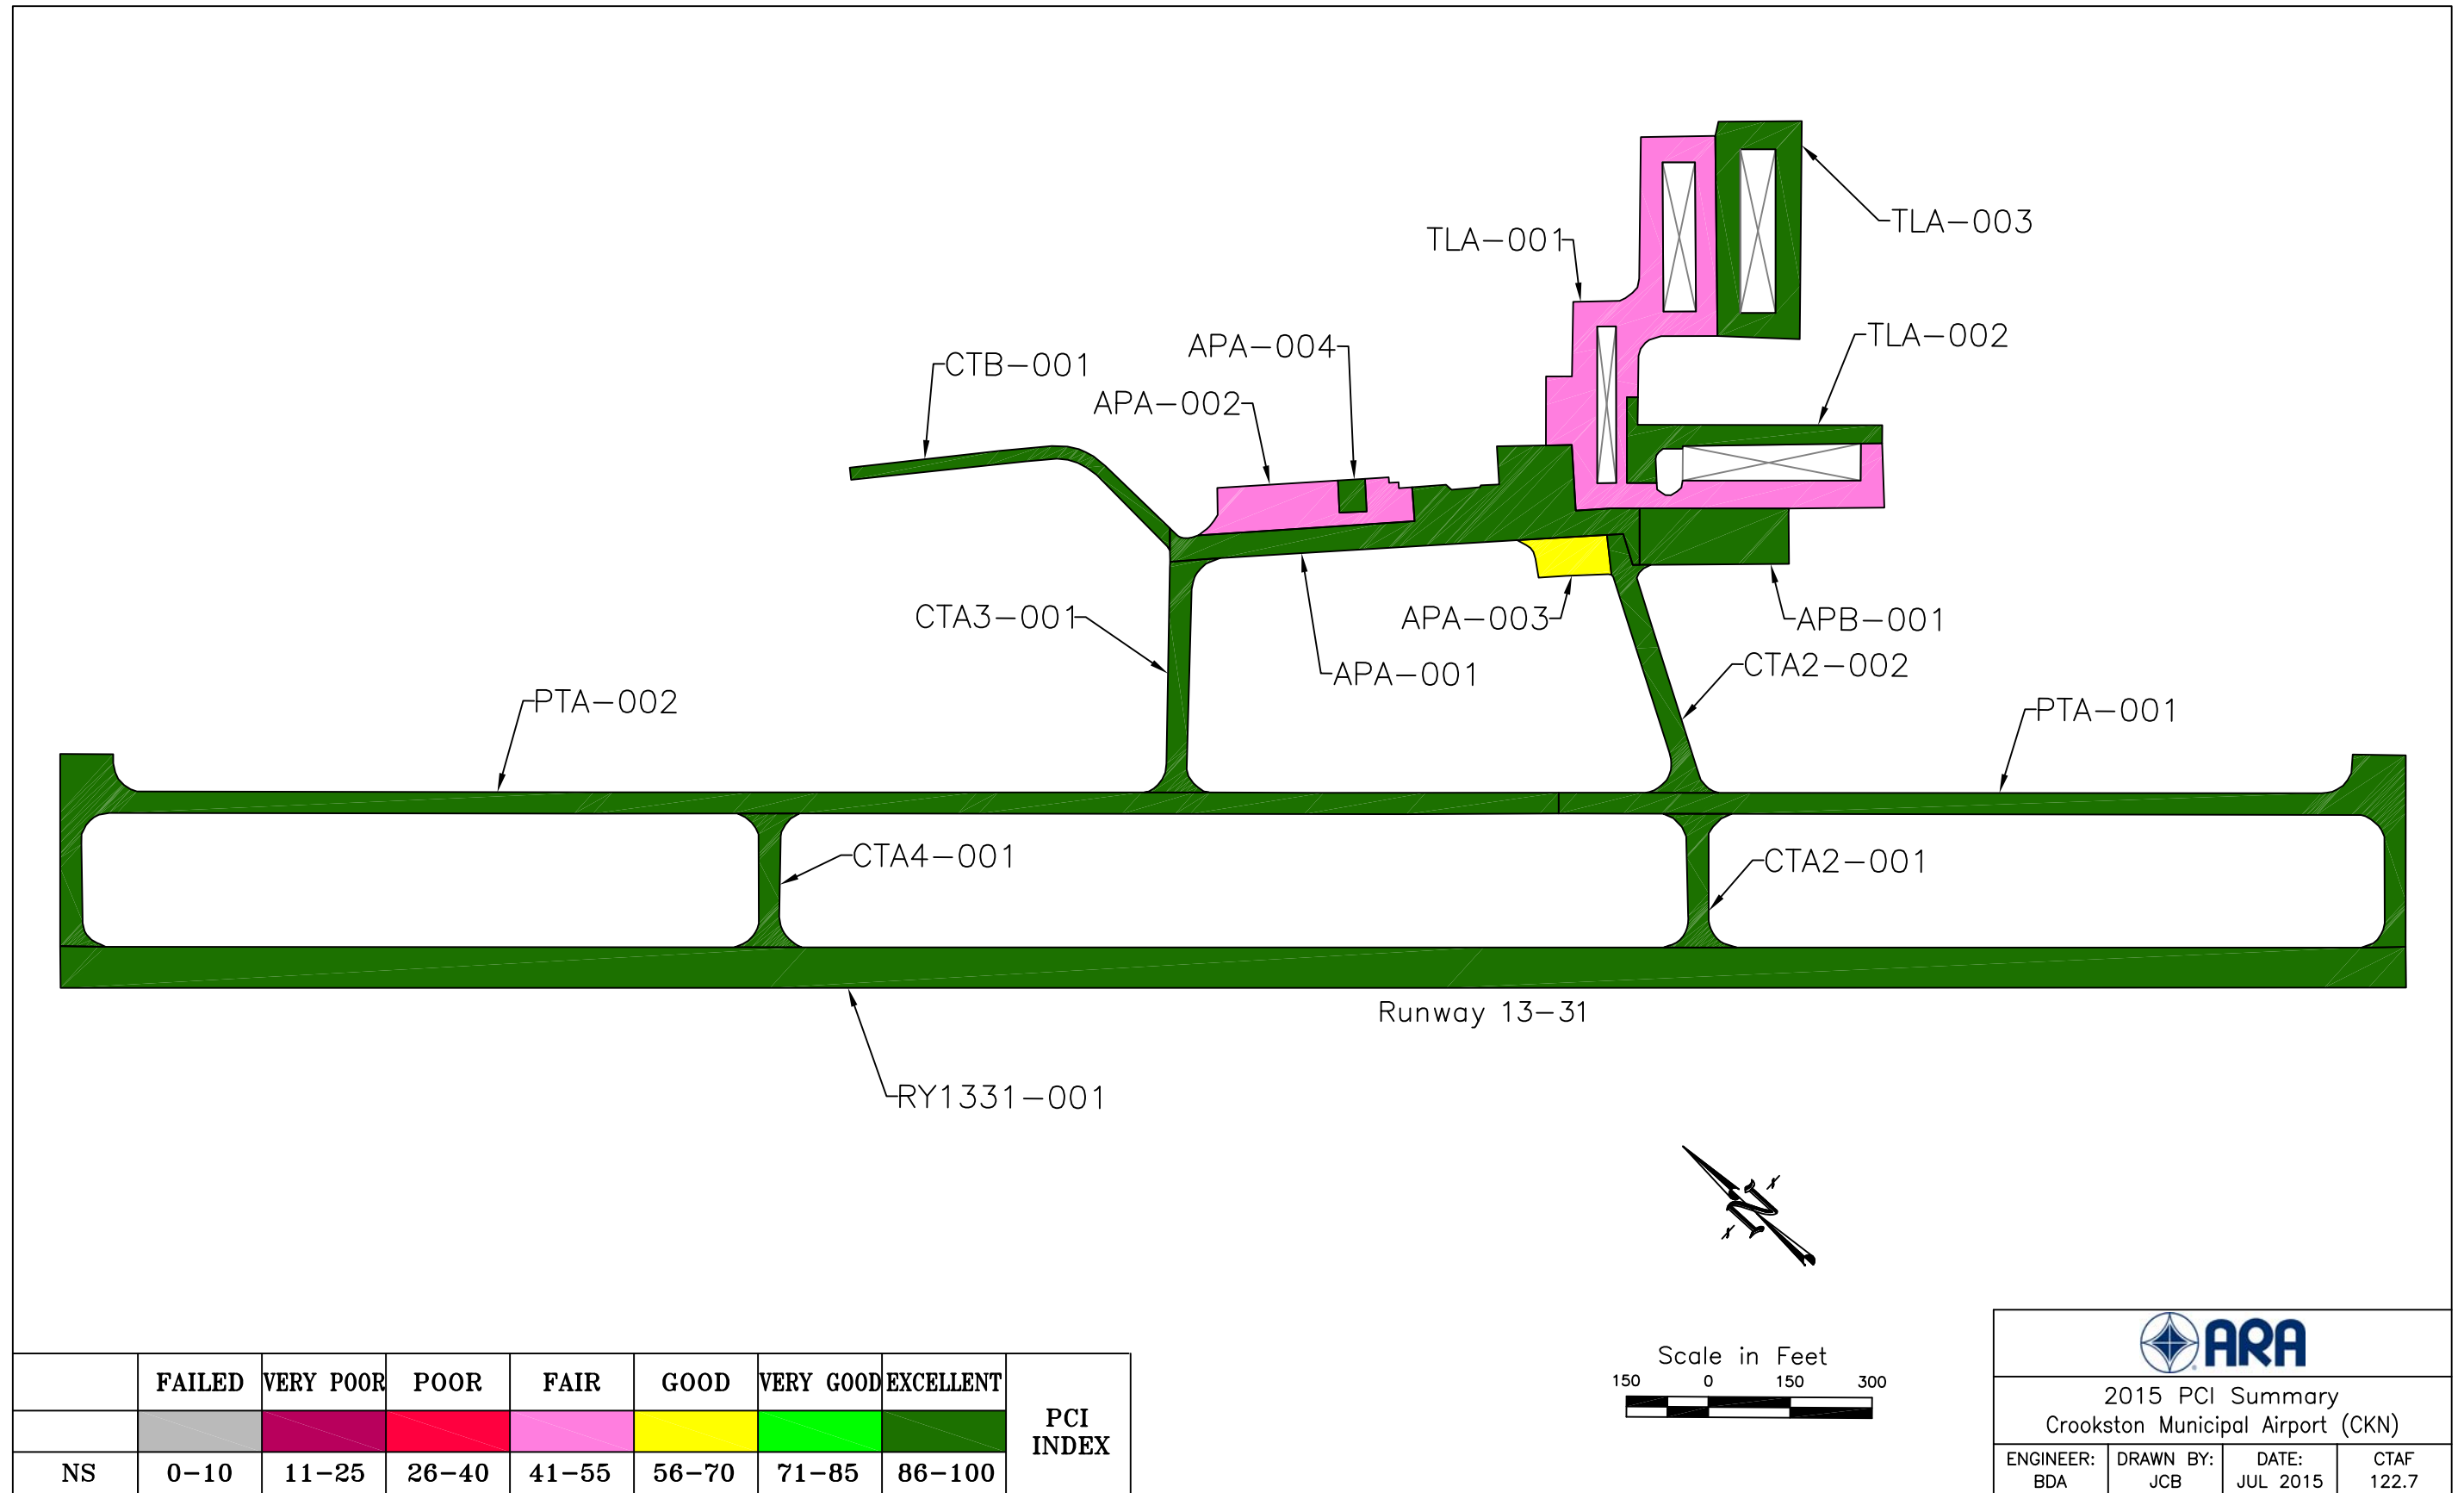 TLA-003
TLA-001
TLA-002
APA-004
CTB-001
APA-002
CTA3-001
APA-003
APB-001
CTA2-002
APA-001
PTA-002
PTA-001
CTA4-001
CTA2-001
Runway 13-31
RY1331-001
N
Scale in Feet
150 0 150 300
FAILED VERY POOR POOR FAIR GOOD VERY GOOD EXCELLENT
PCI
INDEX
NS 0-10 11-25 26-40 41-55 56-70 71-85 86-100
ARA
2015 PCI Summary
Crookston Municipal Airport (CKN)
ENGINEER: DRAWN BY: DATE: CTAF
BDA JCB JUL 2015 122.7